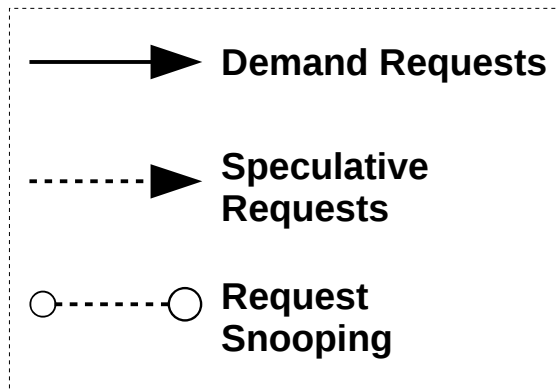 Demand Requests
Speculative
Requests
Request
Snooping